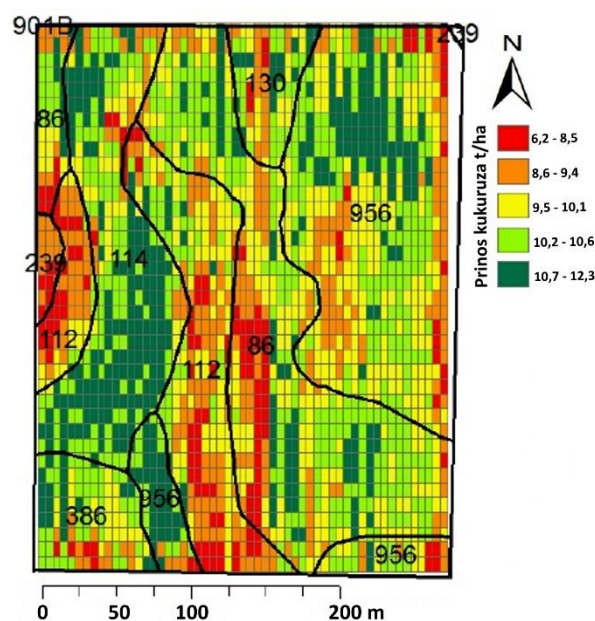 901B
239
N
130
86
956
114
239
112
86
112
956
386
956
Prinos kukuruza t/ha
6,2 - 8,5
8,6 - 9,4
9,5 - 10,1
10,2 - 10,6
10,7 - 12,3
0 50 100 200 m